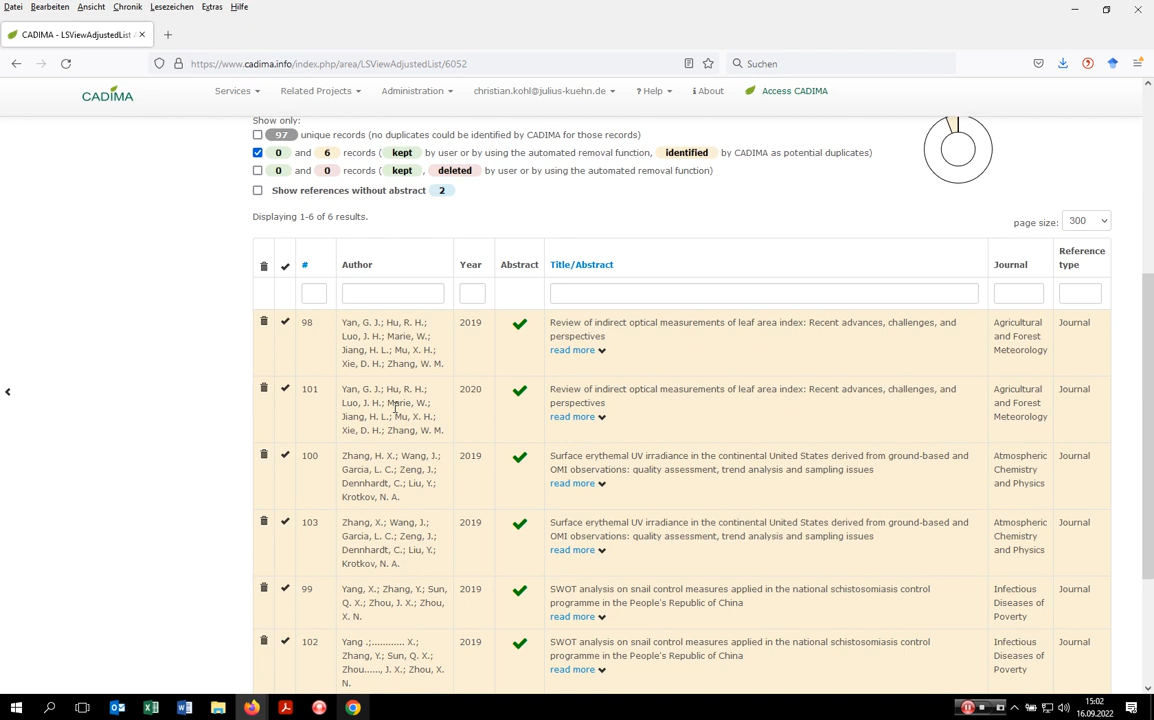 Datei Bearbeiten Ansicht Chronik Lesezeichen Extras Hilfe
CADIMA - LSViewAdjustedList
https://www.cadima.info/index.php/area/LSViewAdjustedList/6052
Suchen
CADIMA
Services Related Projects Administration christian.kohl@julius-kuehn.de ? Help i About Access CADIMA
Show only:
97 unique records (no duplicates could be identified by CADIMA for those records)
0 and 6 records ( kept by user or by using the automated removal function, identified by CADIMA as potential duplicates)
0 and 0 records ( kept , deleted by user or by using the automated removal function)
Show references without abstract 2
Displaying 1-6 of 6 results.
page size: 300
# Author Year Abstract Title/Abstract Journal Reference type
98
Yan, G. J.; Hu, R. H.;
Luo, J. H.; Marie, W.;
Jiang, H. L.; Mu, X. H.;
Xie, D. H.; Zhang, W. M.
2019
Review of indirect optical measurements of leaf area index: Recent advances, challenges, and
perspectives
read more
Agricultural
and Forest
Meteorology
Journal
101
Yan, G. J.; Hu, R. H.;
Luo, J. H.; Marie, W.;
Jiang, H. L.; Mu, X. H.;
Xie, D. H.; Zhang, W. M.
2020
Review of indirect optical measurements of leaf area index: Recent advances, challenges, and
perspectives
read more
Agricultural
and Forest
Meteorology
Journal
100
Zhang, H. X.; Wang, J.;
Garcia, L. C.; Zeng, J.;
Dennhardt, C.; Liu, Y.;
Krotkov, N. A.
2019
Surface erythemal UV irradiance in the continental United States derived from ground-based and
OMI observations: quality assessment, trend analysis and sampling issues
read more
Atmospheric
Chemistry
and Physics
Journal
103
Zhang, X.; Wang, J.;
Garcia, L. C.; Zeng, J.;
Dennhardt, C.; Liu, Y.;
Krotkov, N. A.
2019
Surface erythemal UV irradiance in the continental United States derived from ground-based and
OMI observations: quality assessment, trend analysis and sampling issues
read more
Atmospheric
Chemistry
and Physics
Journal
99
Yang, X.; Zhang, Y.; Sun,
Q. X.; Zhou, J. X.; Zhou,
X. N.
2019
SWOT analysis on snail control measures applied in the national schistosomiasis control
programme in the People's Republic of China
read more
Infectious
Diseases of
Poverty
Journal
102
Yang .;............ X.;
Zhang, Y.; Sun, Q. X.;
Zhou......, J. X.; Zhou, X.
N.
2019
SWOT analysis on snail control measures applied in the national schistosomiasis control
programme in the People's Republic of China
read more
Infectious
Diseases of
Poverty
Journal
15:02
16.09.2022